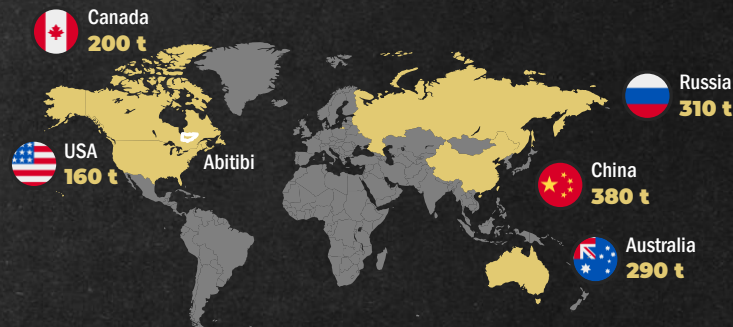 Canada
200 t
Russia
310 t
USA
160 t
Abitibi
China
380 t
Australia
290 t